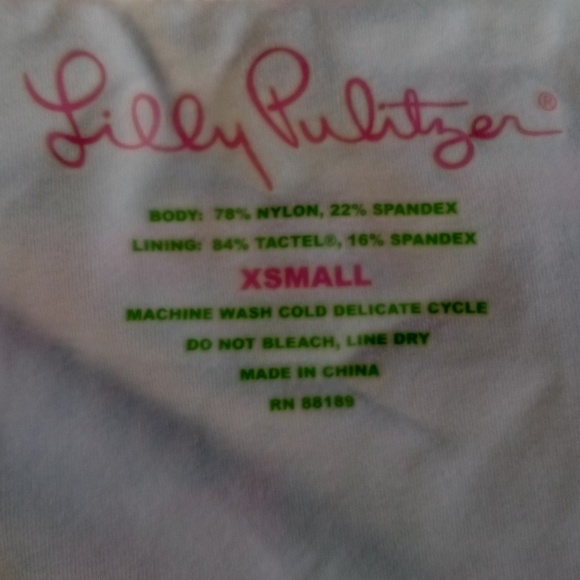 Lilly Pulitzer®
BODY: 78% NYLON, 22% SPANDEX
LINING: 84% TACTEL®, 16% SPANDEX
XSMALL
MACHINE WASH COLD DELICATE CYCLE
DO NOT BLEACH, LINE DRY
MADE IN CHINA
RN 88189